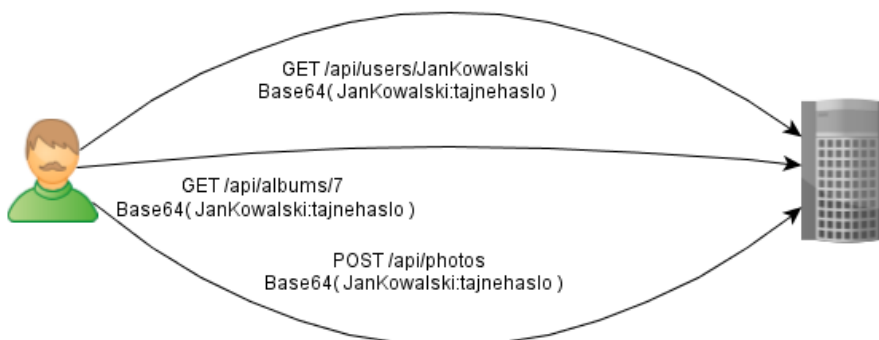 GET /api/users/JanKowalski
Base64( JanKowalski:tajnehaslo )
GET /api/albums/7
Base64( JanKowalski:tajnehaslo )
POST /api/photos
Base64( JanKowalski:tajnehaslo )